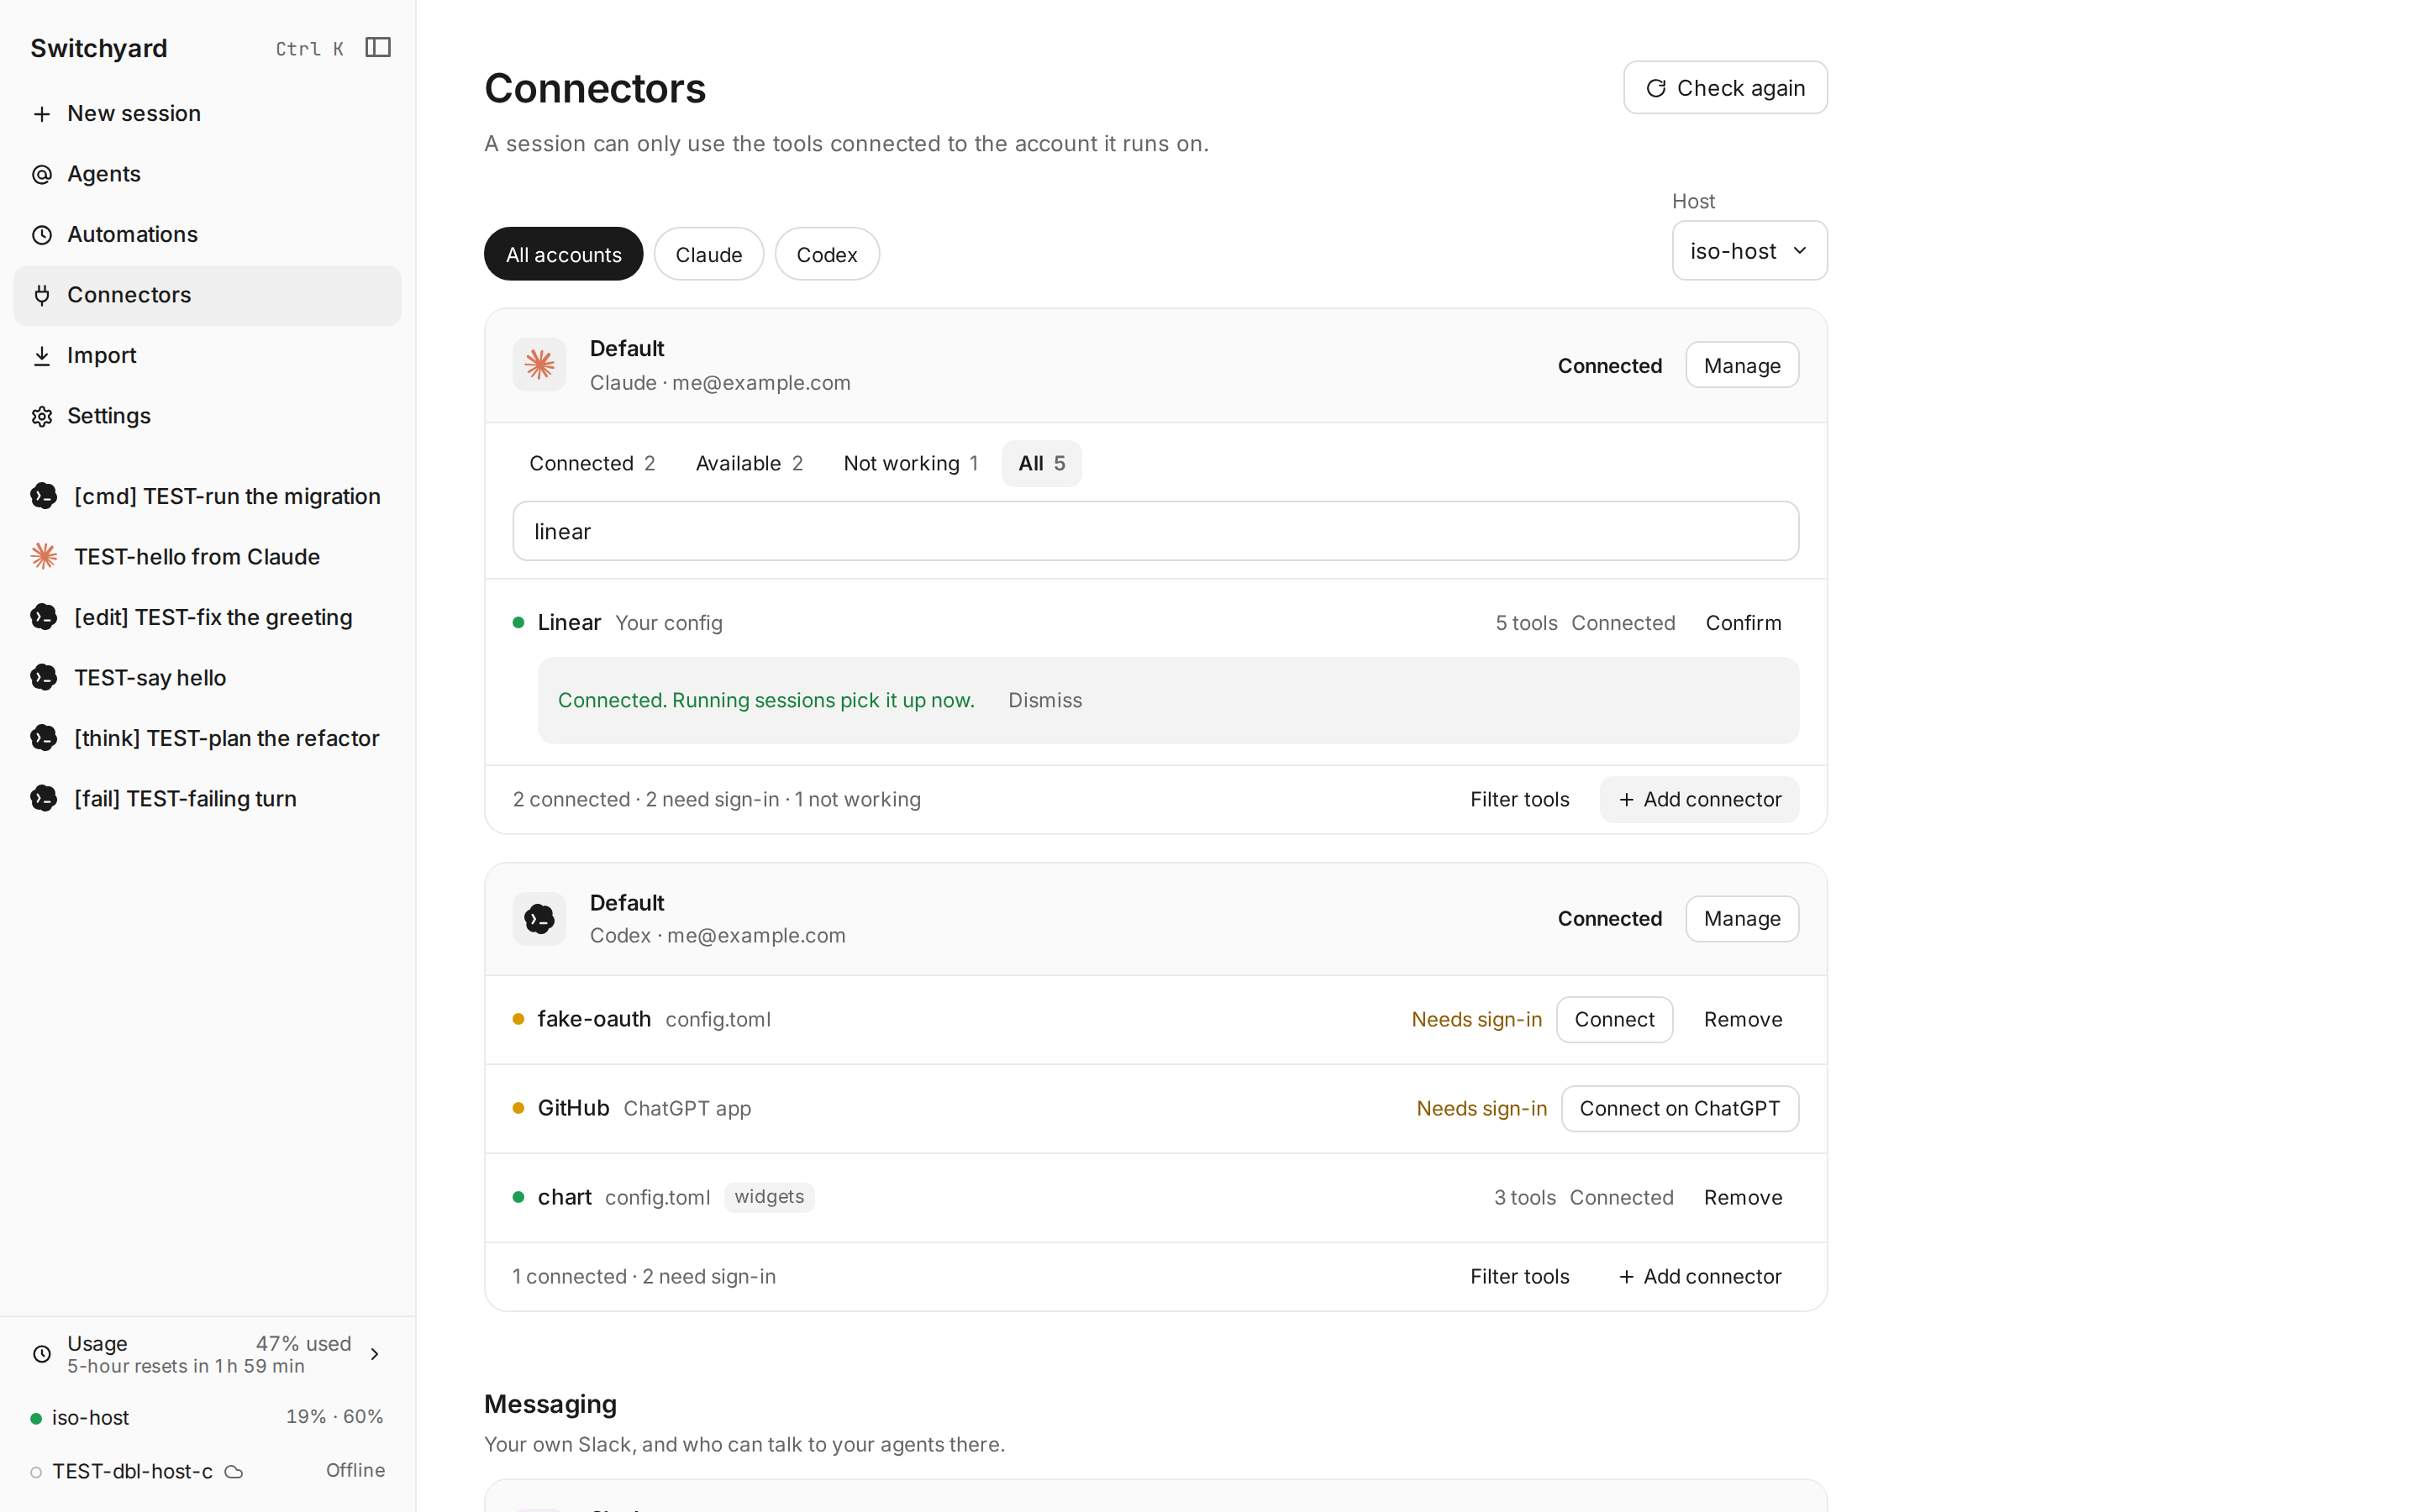 Switchyard
Ctrl K
New session
Agents
Automations
Connectors
Import
Settings
[cmd] TEST-run the migration
TEST-hello from Claude
[edit] TEST-fix the greeting
TEST-say hello
[think] TEST-plan the refactor
[fail] TEST-failing turn
Usage 47% used
5-hour resets in 1 h 59 min
iso-host 19% · 60%
TEST-dbl-host-c Offline
Connectors
Check again
A session can only use the tools connected to the account it runs on.
Host
All accounts Claude Codex iso-host
Default
Claude · me@example.com
Connected Manage
Connected 2 Available 2 Not working 1 All 5
linear
Linear Your config 5 tools Connected Confirm
Connected. Running sessions pick it up now. Dismiss
2 connected · 2 need sign-in · 1 not working Filter tools + Add connector
Default
Codex · me@example.com
Connected Manage
fake-oauth config.toml Needs sign-in Connect Remove
GitHub ChatGPT app Needs sign-in Connect on ChatGPT
chart config.toml widgets 3 tools Connected Remove
1 connected · 2 need sign-in Filter tools + Add connector
Messaging
Your own Slack, and who can talk to your agents there.